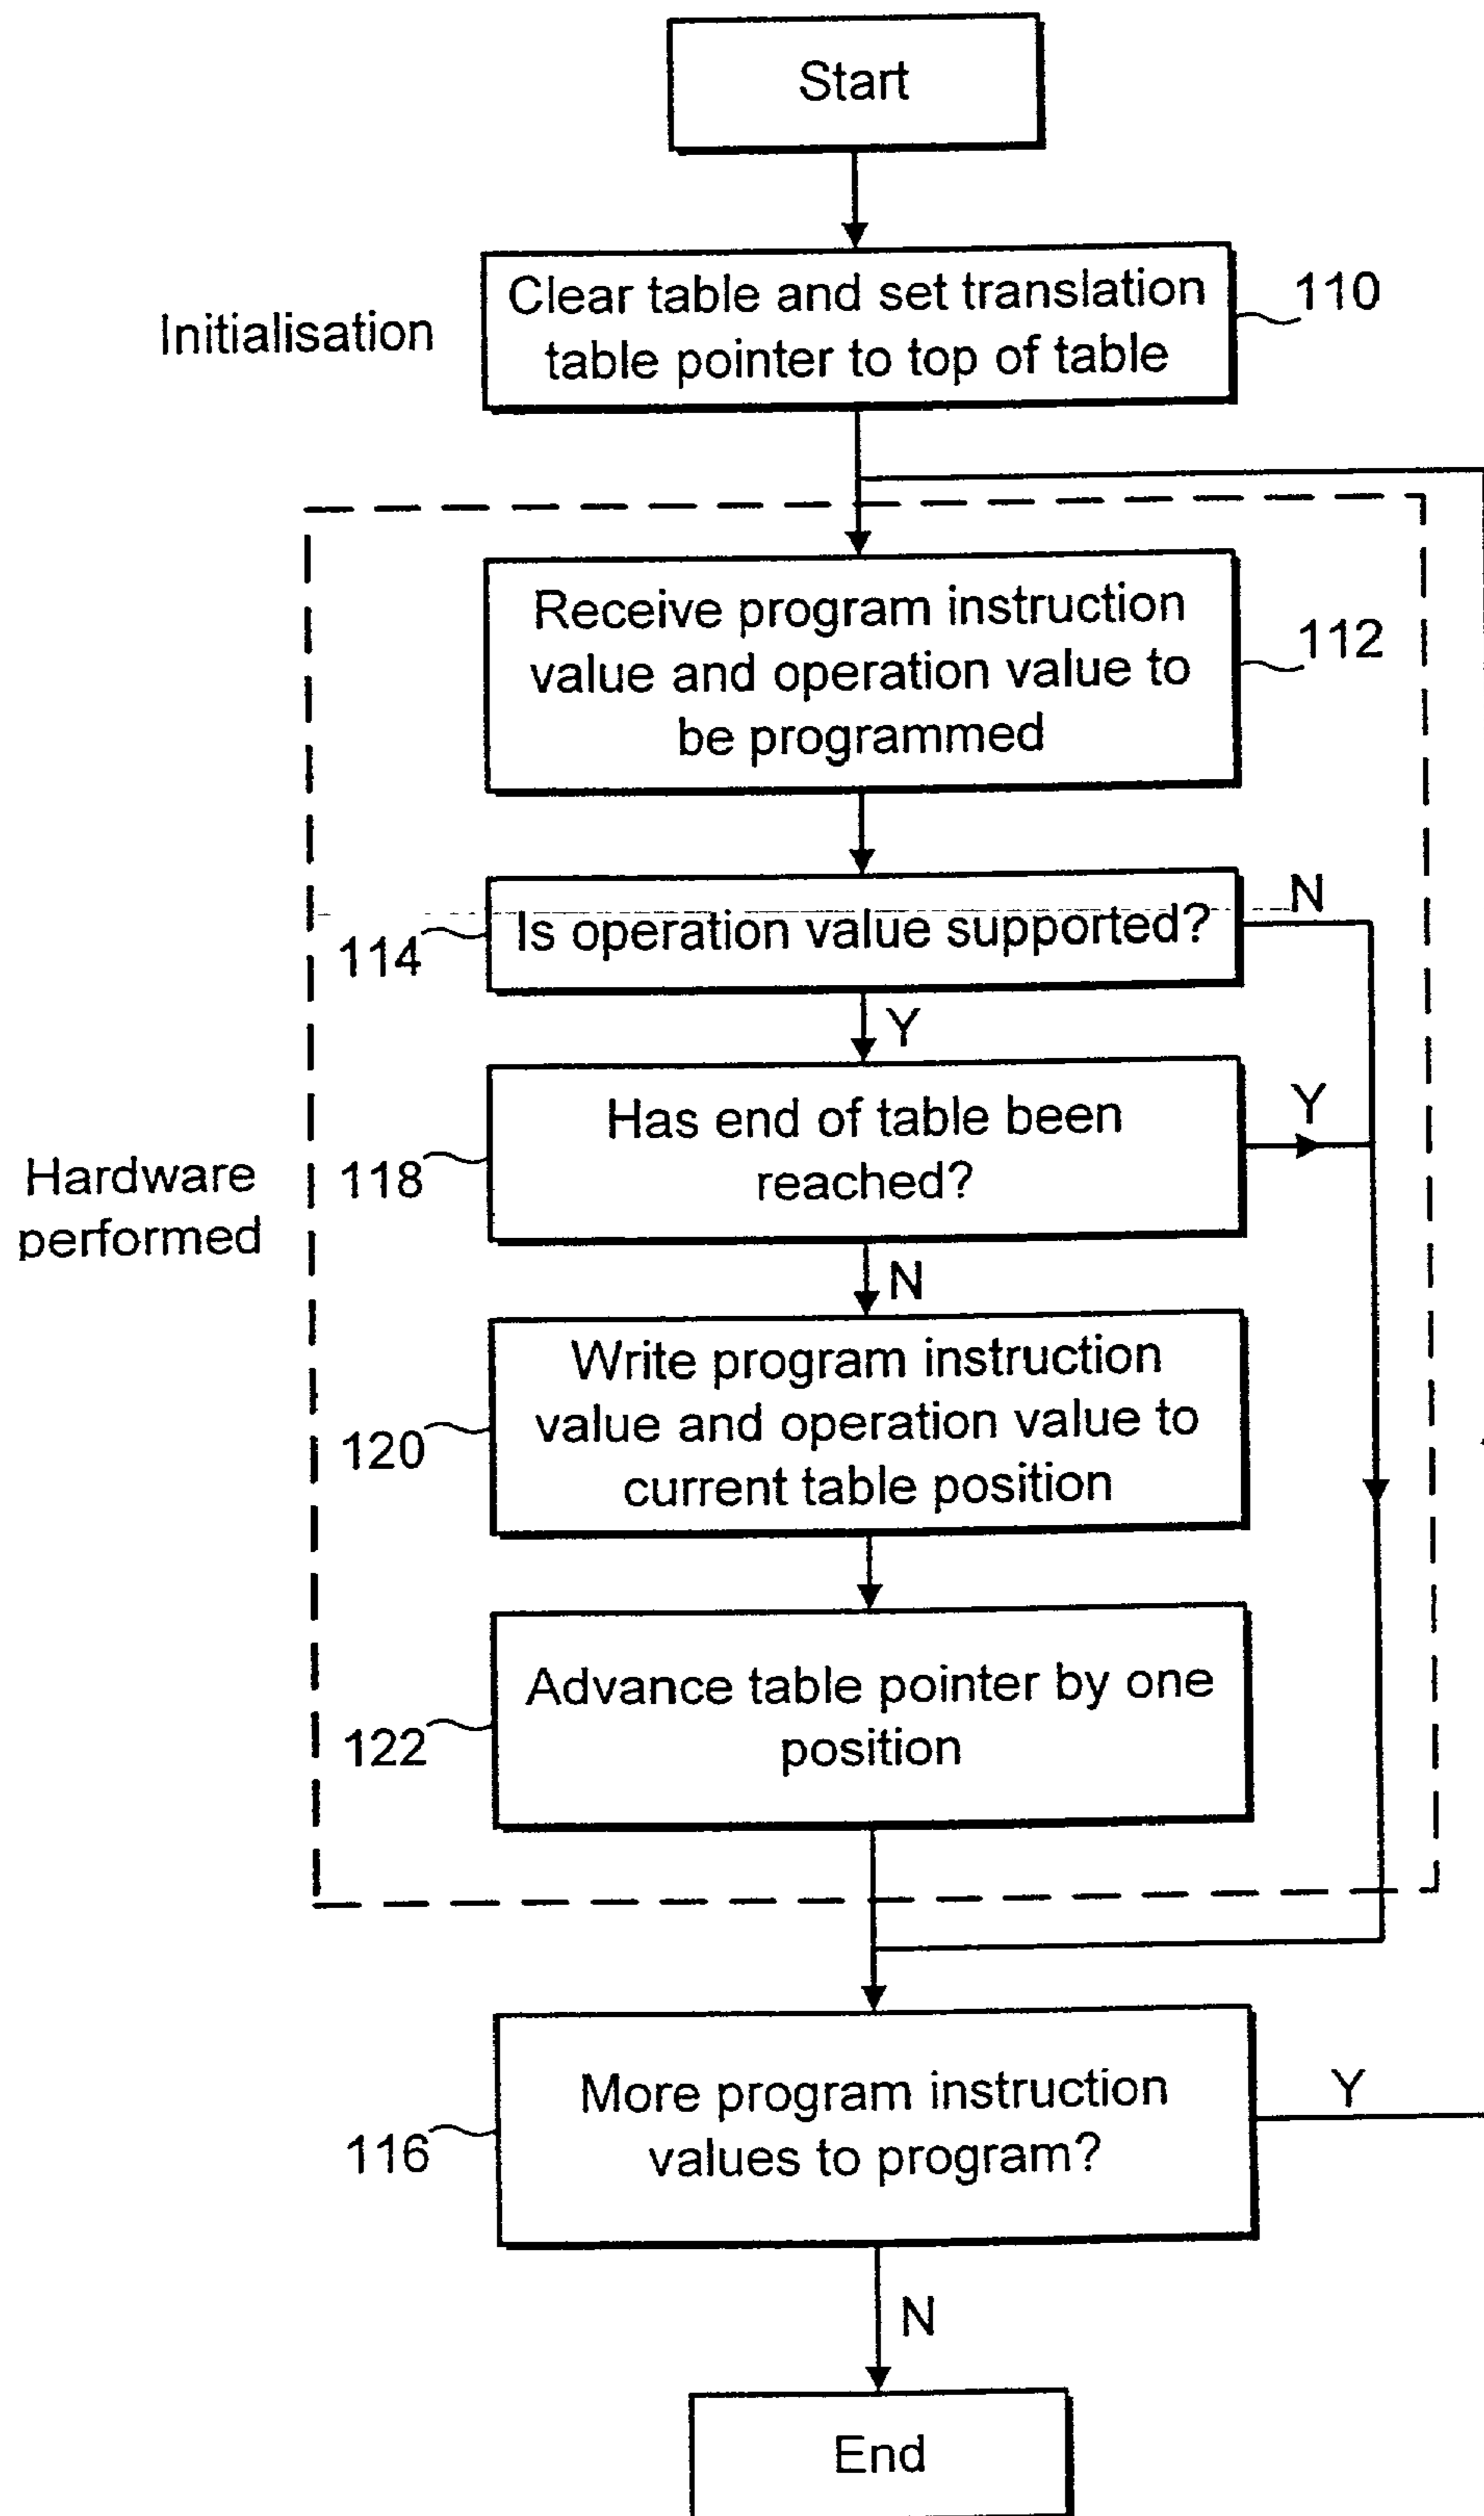 Start
Initialisation
Clear table and set translation
table pointer to top of table
110
Receive program instruction
value and operation value to
be programmed
112
Is operation value supported?
114
N
Y
Has end of table been
reached?
118
Y
Hardware
performed
N
Write program instruction
value and operation value to
current table position
120
Advance table pointer by one
position
122
More program instruction
values to program?
116
Y
N
End